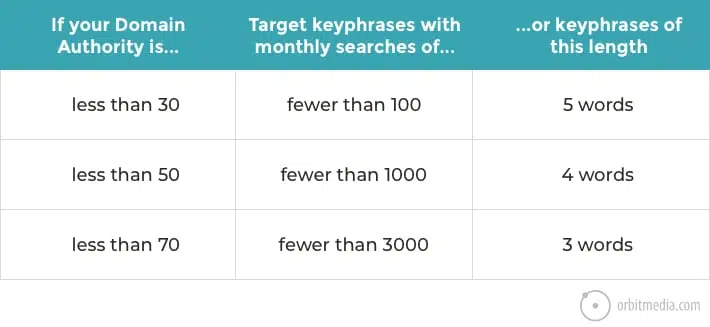 If your Domain Authority is...
Target keyphrases with monthly searches of...
...or keyphrases of this length
less than 30
fewer than 100
5 words
less than 50
fewer than 1000
4 words
less than 70
fewer than 3000
3 words
orbitmedia.com